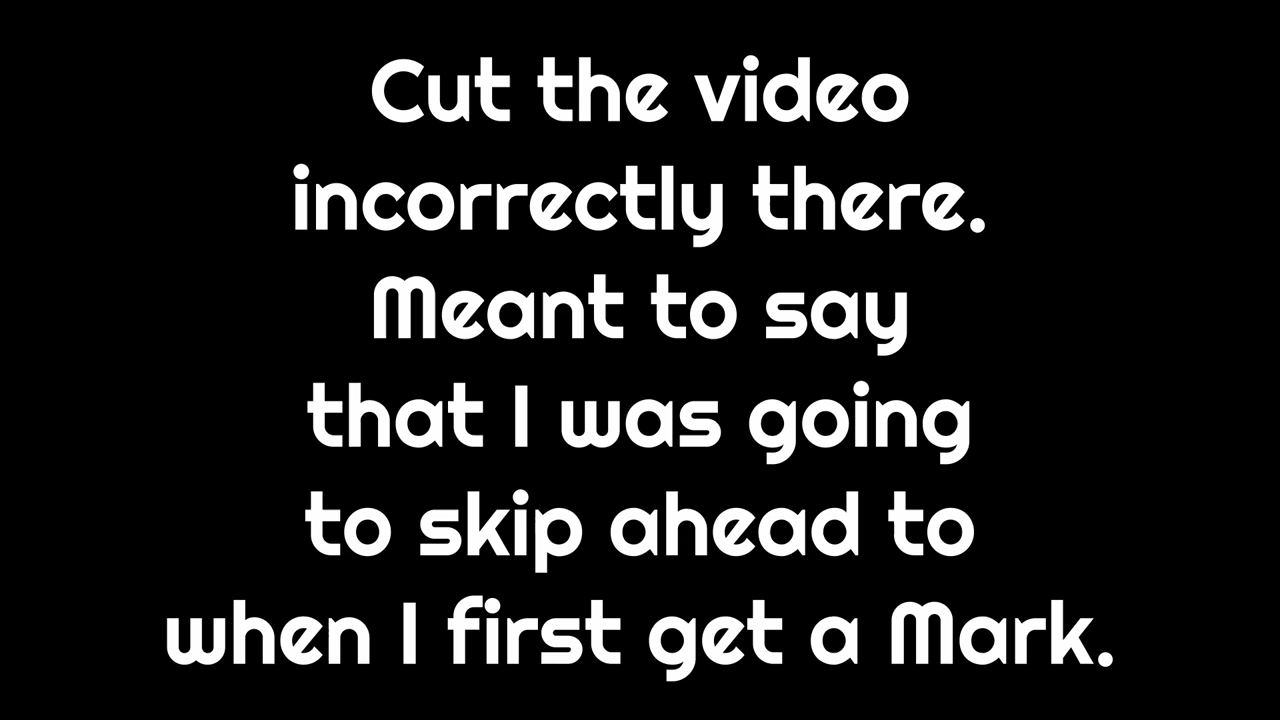 Cut the video
incorrectly there.
Meant to say
that I was going
to skip ahead to
when I first get a Mark.